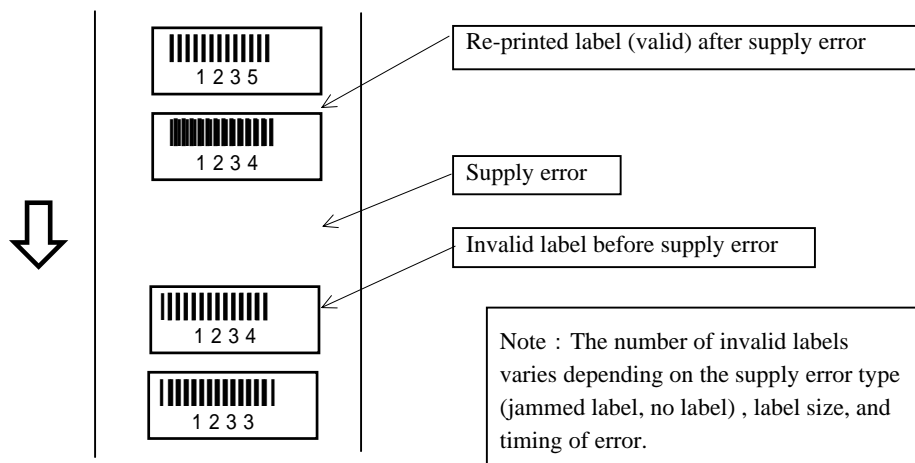 1 2 3 5
Re-printed label (valid) after supply error
1 2 3 4
Supply error
Invalid label before supply error
1 2 3 4
1 2 3 3
Note : The number of invalid labels
varies depending on the supply error type
(jammed label, no label) , label size, and
timing of error.